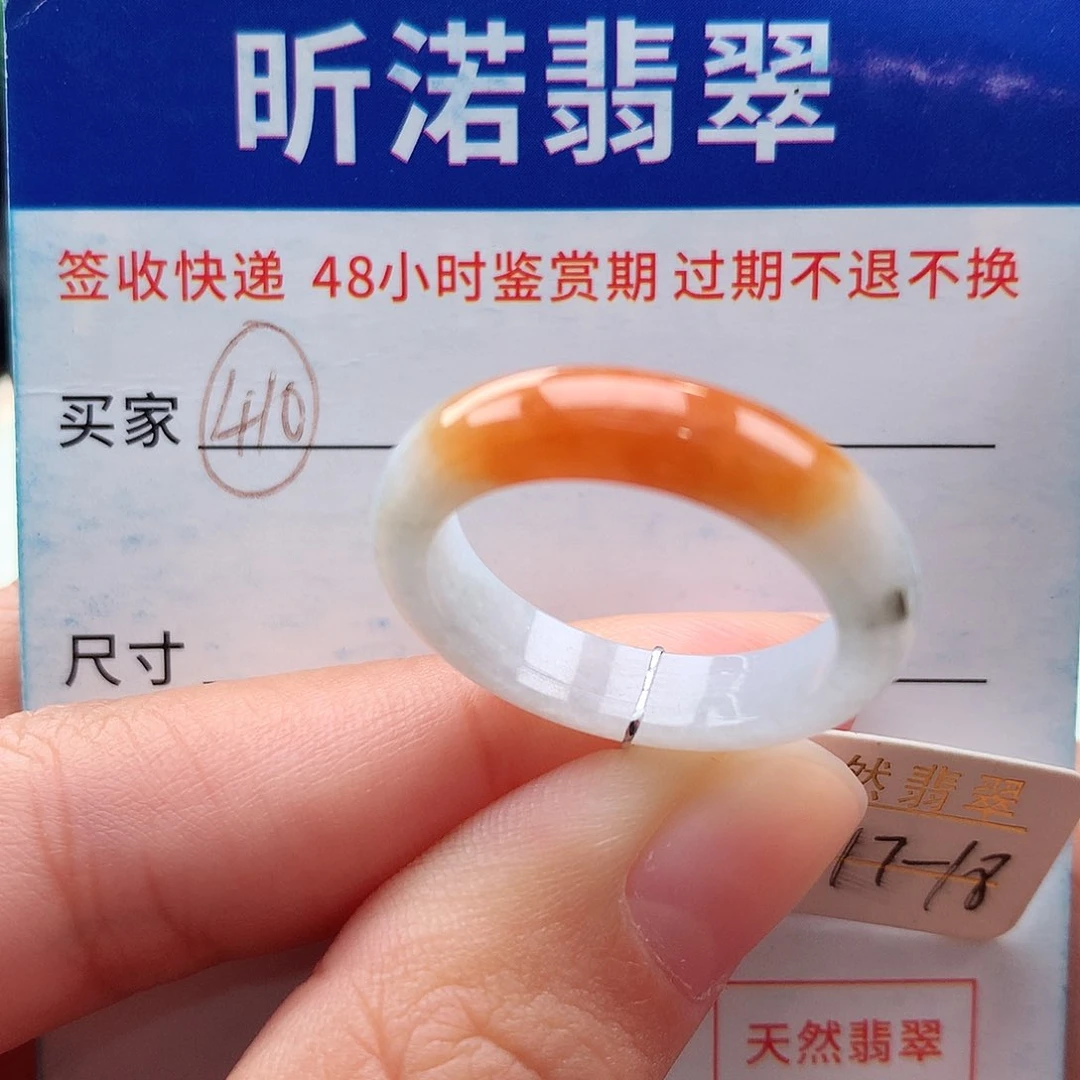 昕渃翡翠
签收快递 48小时鉴赏期 过期不退不换
买家 410
尺寸
然翡翠
17-18
天然翡翠